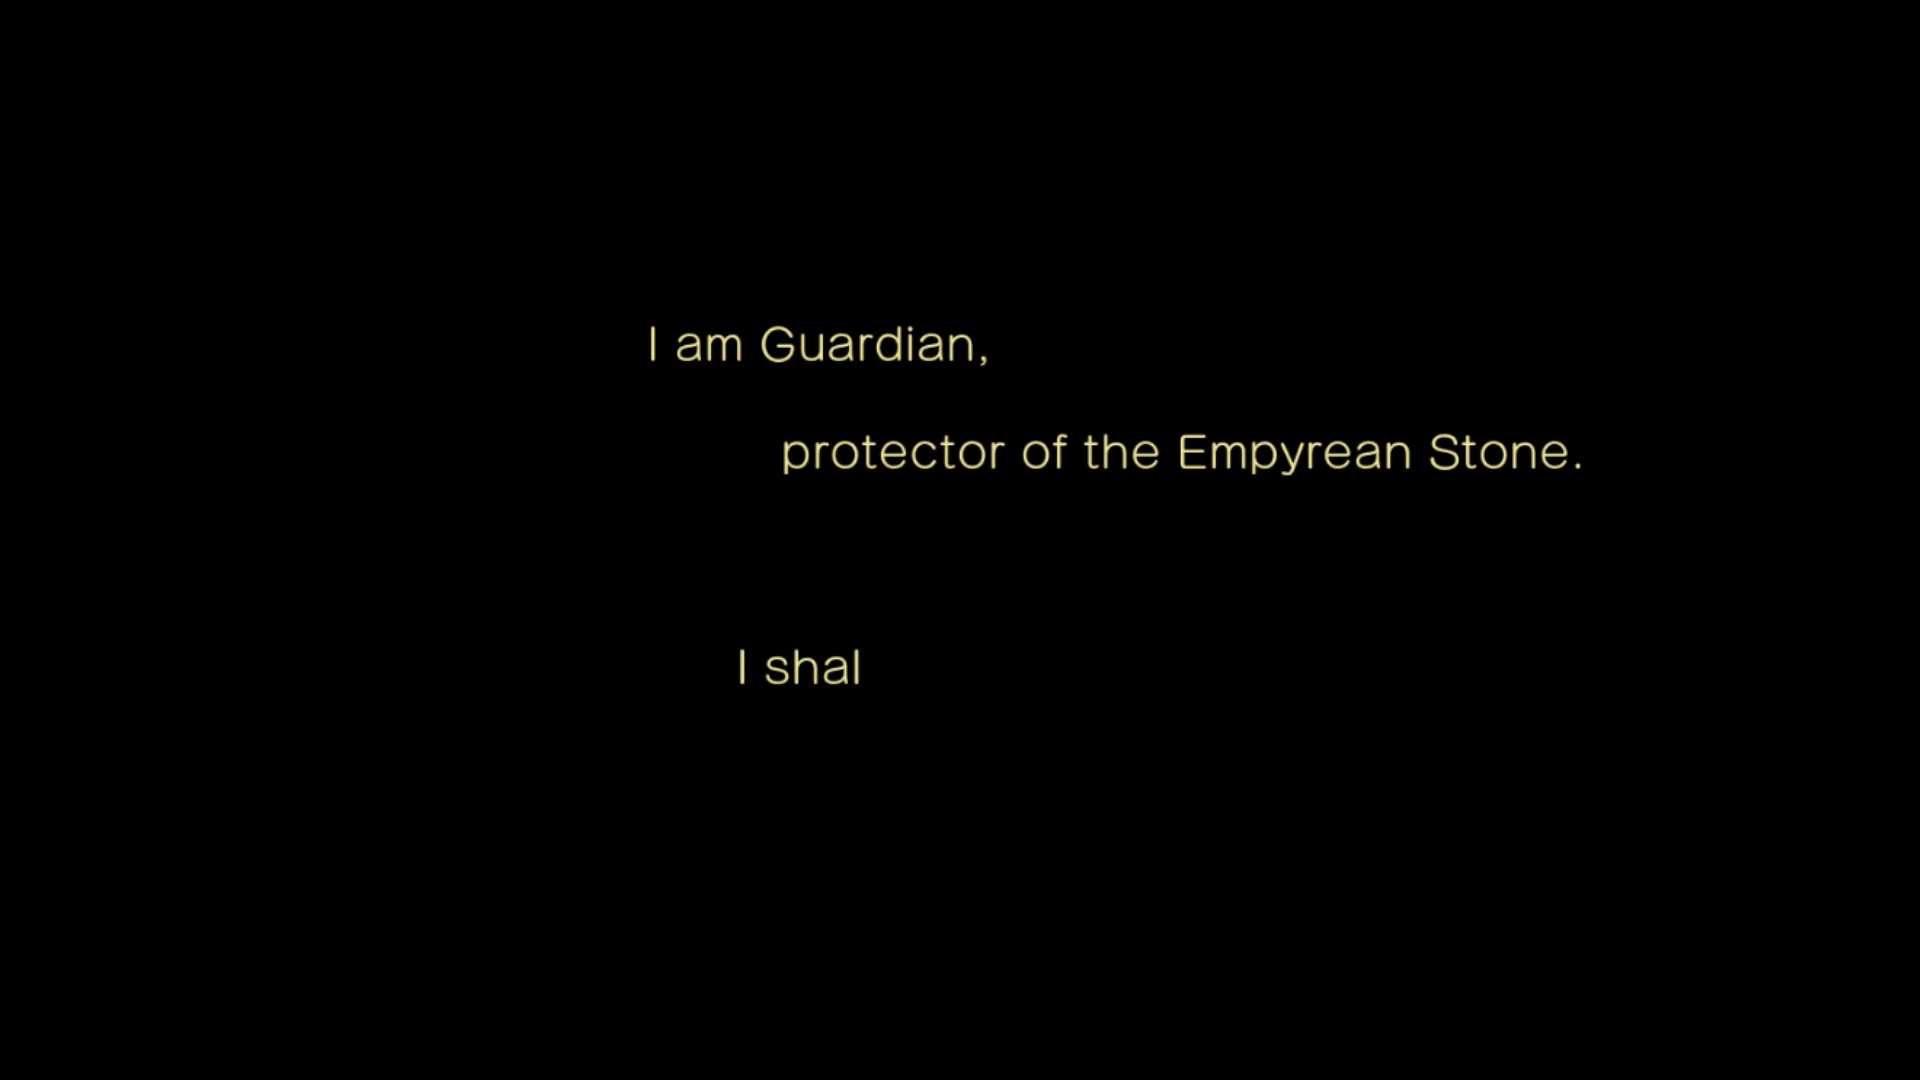 I am Guardian,
protector of the Empyrean Stone.
I shal